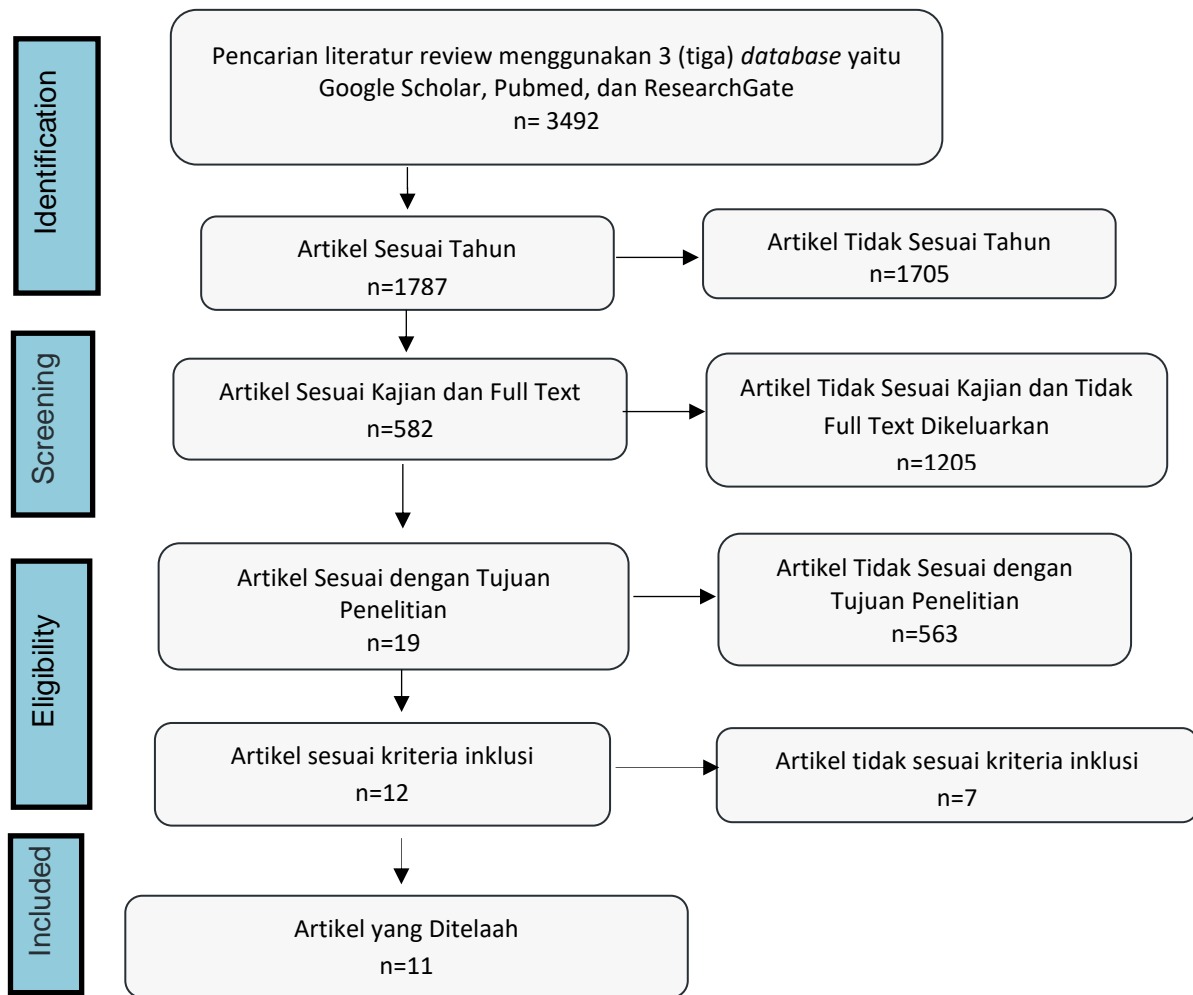 Identification
Pencarian literatur review menggunakan 3 (tiga) database yaitu
Google Scholar, Pubmed, dan ResearchGate
n= 3492
Artikel Sesuai Tahun
n=1787
Artikel Tidak Sesuai Tahun
n=1705
Screening
Artikel Sesuai Kajian dan Full Text
n=582
Artikel Tidak Sesuai Kajian dan Tidak
Full Text Dikeluarkan
n=1205
Eligibility
Artikel Sesuai dengan Tujuan
Penelitian
n=19
Artikel Tidak Sesuai dengan
Tujuan Penelitian
n=563
Artikel sesuai kriteria inklusi
n=12
Artikel tidak sesuai kriteria inklusi
n=7
Included
Artikel yang Ditelaah
n=11